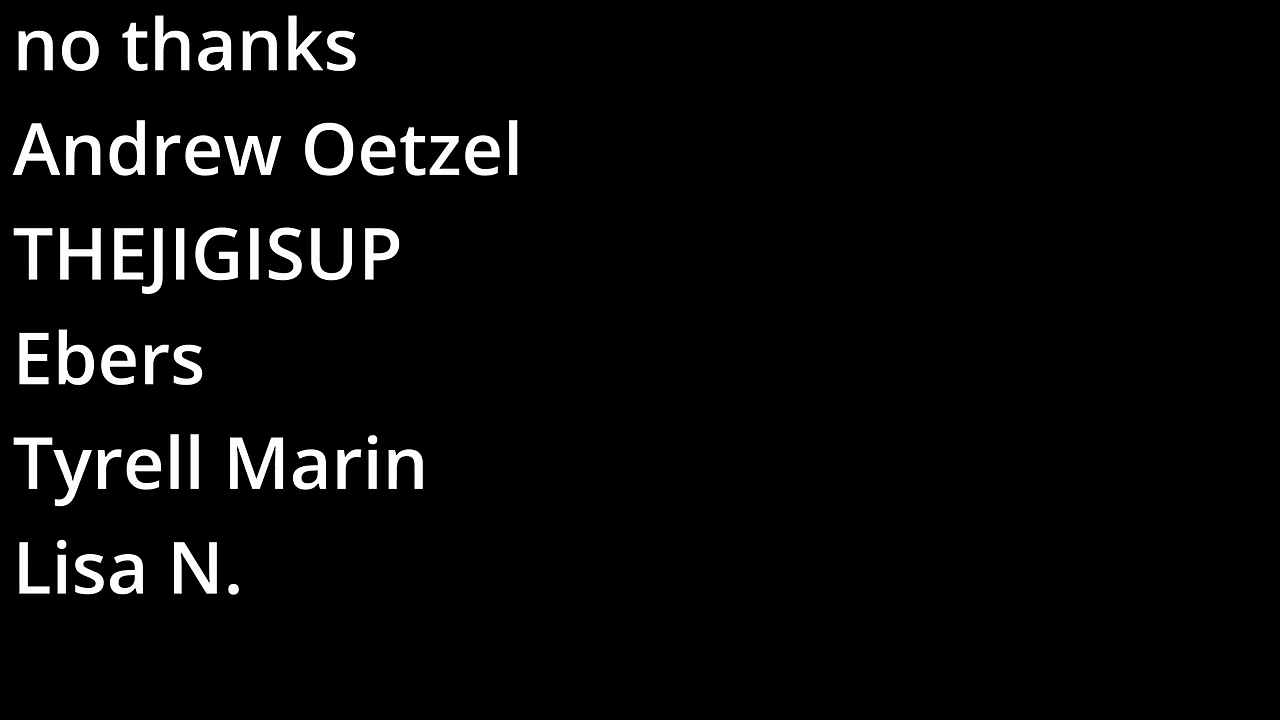 no thanks
Andrew Oetzel
THEJIGISUP
Ebers
Tyrell Marin
Lisa N.